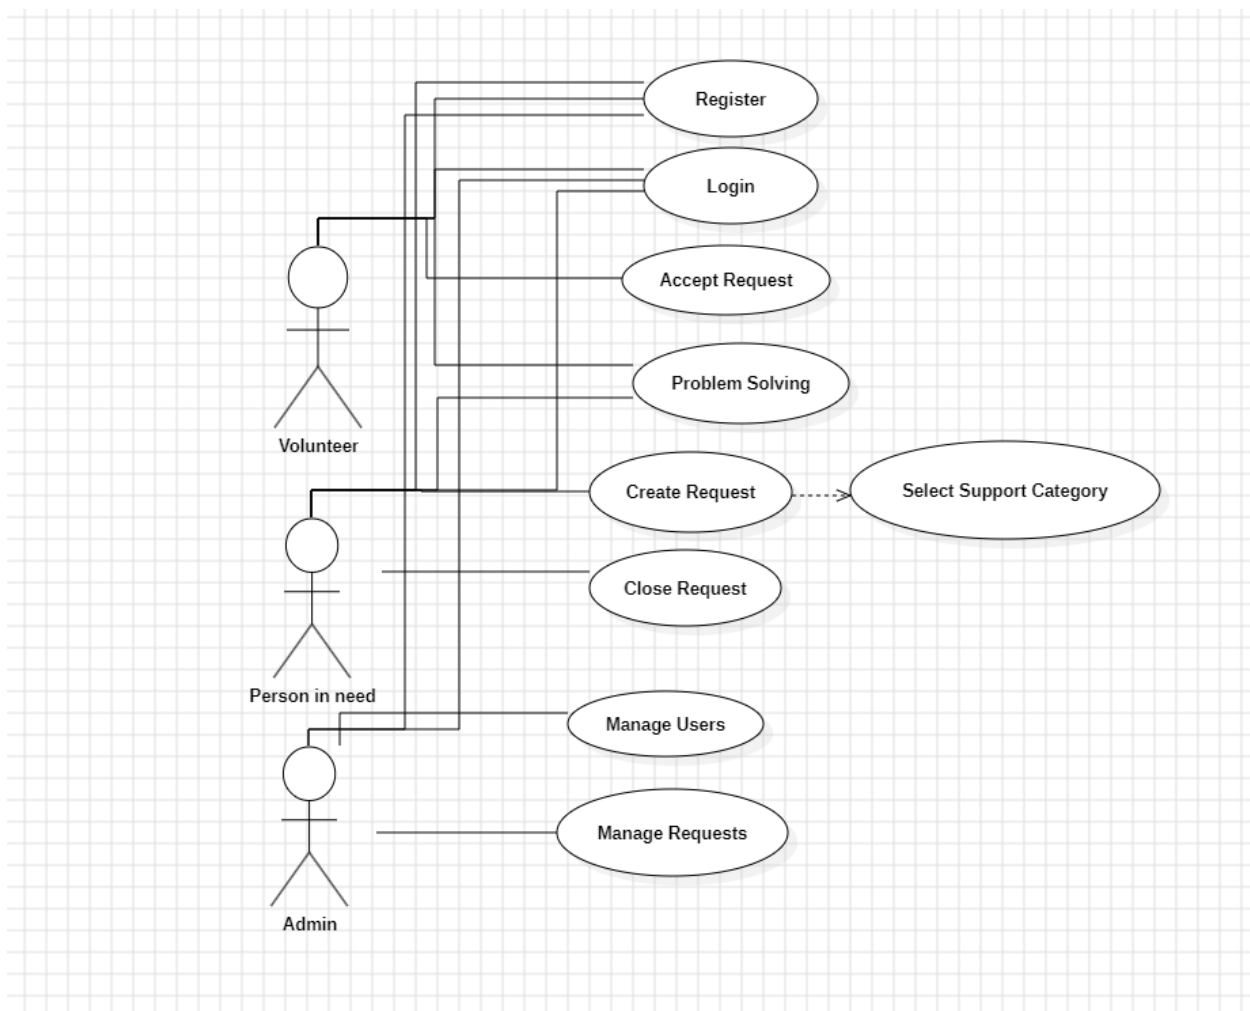 Register
Login
Accept Request
Problem Solving
Volunteer
Create Request
Select Support Category
Close Request
Person in need
Manage Users
Manage Requests
Admin